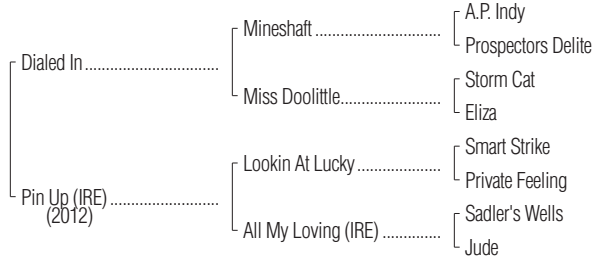 A.P. Indy
Mineshaft
Prospectors Delite
Dialed In
Storm Cat
Miss Doolittle
Eliza
Smart Strike
Lookin At Lucky
Private Feeling
Pin Up (IRE)
(2012)
Sadler's Wells
All My Loving (IRE)
Jude